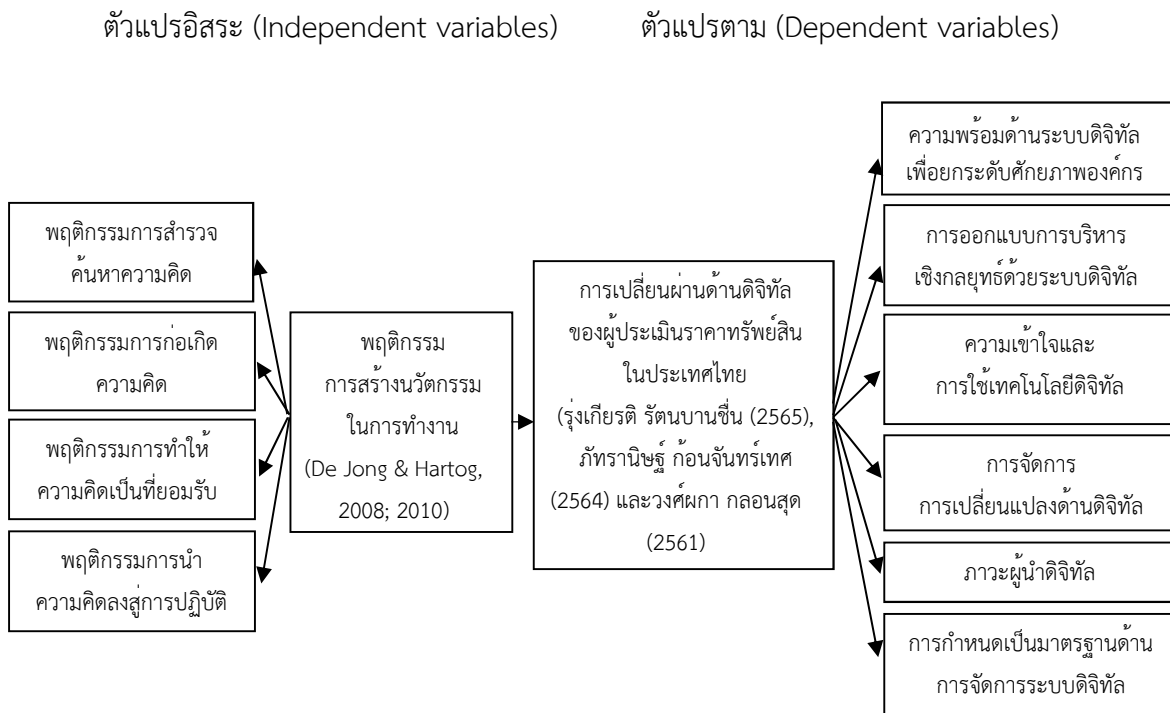 ตัวแปรอิสระ (Independent variables)
ตัวแปรตาม (Dependent variables)
พฤติกรรมการสำรวจ
ค้นหาความคิด
พฤติกรรมการก่อเกิด
ความคิด
พฤติกรรมการทำให้
ความคิดเป็นที่ยอมรับ
พฤติกรรมการนำ
ความคิดลงสู่การปฏิบัติ
พฤติกรรม
การสร้างนวัตกรรม
ในการทำงาน
(De Jong & Hartog,
2008; 2010)
การเปลี่ยนผ่านด้านดิจิทัล
ของผู้ประเมินราคาทรัพย์สิน
ในประเทศไทย
(รุ่งเกียรติ รัตนบานชื่น (2565),
ภัทรานิษฐ์ ก้อนจันทร์เทศ
(2564) และวงศ์ผกา กลอนสุด
(2561)
ความพร้อมด้านระบบดิจิทัล
เพื่อยกระดับศักยภาพองค์กร
การออกแบบการบริหาร
เชิงกลยุทธ์ด้วยระบบดิจิทัล
ความเข้าใจและ
การใช้เทคโนโลยีดิจิทัล
การจัดการ
การเปลี่ยนแปลงด้านดิจิทัล
ภาวะผู้นำดิจิทัล
การกำหนดเป็นมาตรฐานด้าน
การจัดการระบบดิจิทัล